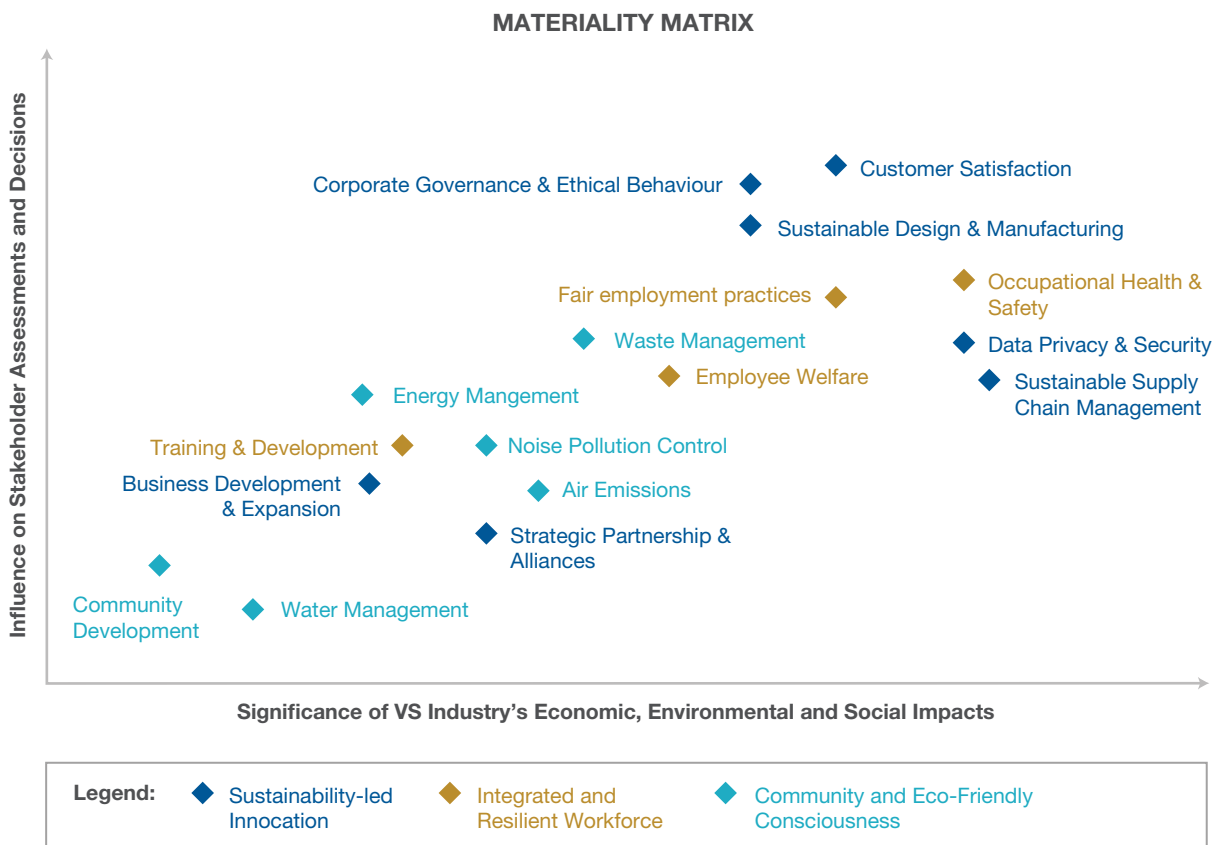 MATERIALITY MATRIX
Influence on Stakeholder Assessments and Decisions
Customer Satisfaction
Corporate Governance & Ethical Behaviour
Sustainable Design & Manufacturing
Occupational Health &
Safety
Fair employment practices
Waste Management
Data Privacy & Security
Employee Welfare
Sustainable Supply
Chain Management
Energy Mangement
Training & Development
Noise Pollution Control
Business Development
& Expansion
Air Emissions
Strategic Partnership &
Alliances
Community
Development
Water Management
Significance of VS Industry's Economic, Environmental and Social Impacts
Legend:
Sustainability-led
Innocation
Integrated and
Resilient Workforce
Community and Eco-Friendly
Consciousness